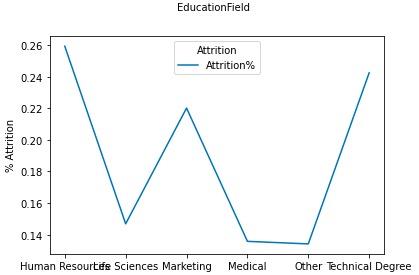 EducationField
Attrition
Attrition%
% Attrition
0.26
0.24
0.22
0.20
0.18
0.16
0.14
Human Resources Life Sciences Marketing Medical Other Technical Degree